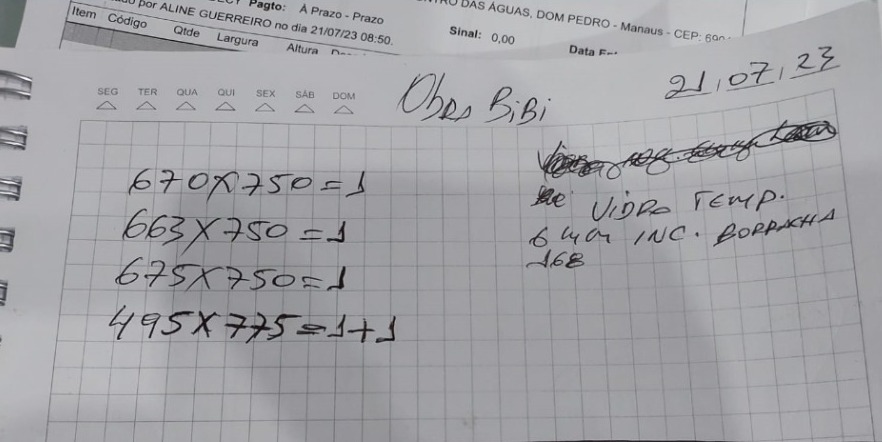 por ALINE GUERREIRO no dia 21/07/23 08:50.
Pagto: À Prazo - Prazo
DAS ÁGUAS, DOM PEDRO - Manaus - CEP:
Item Código Qtde Largura Altura
Sinal: 0,00
Data
SEG TER QUA QUI SEX SÁB DOM
Obra BiBi
21,07,23
670X750=1
663X750=1
675X750=1
495X775=1+1
VIDRO TEMP.
6 mm INC. BORRACHA
168